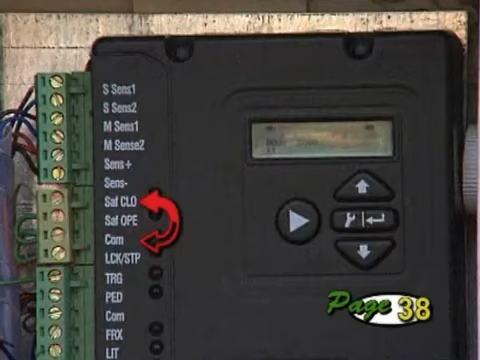 S Sens1
S Sens2
M Sens1
M Sense2
Sens+
Sens-
Saf CLO
Saf OPE
Com
LCK/STP
TRG
PED
Com
FRX
LIT
Page 38